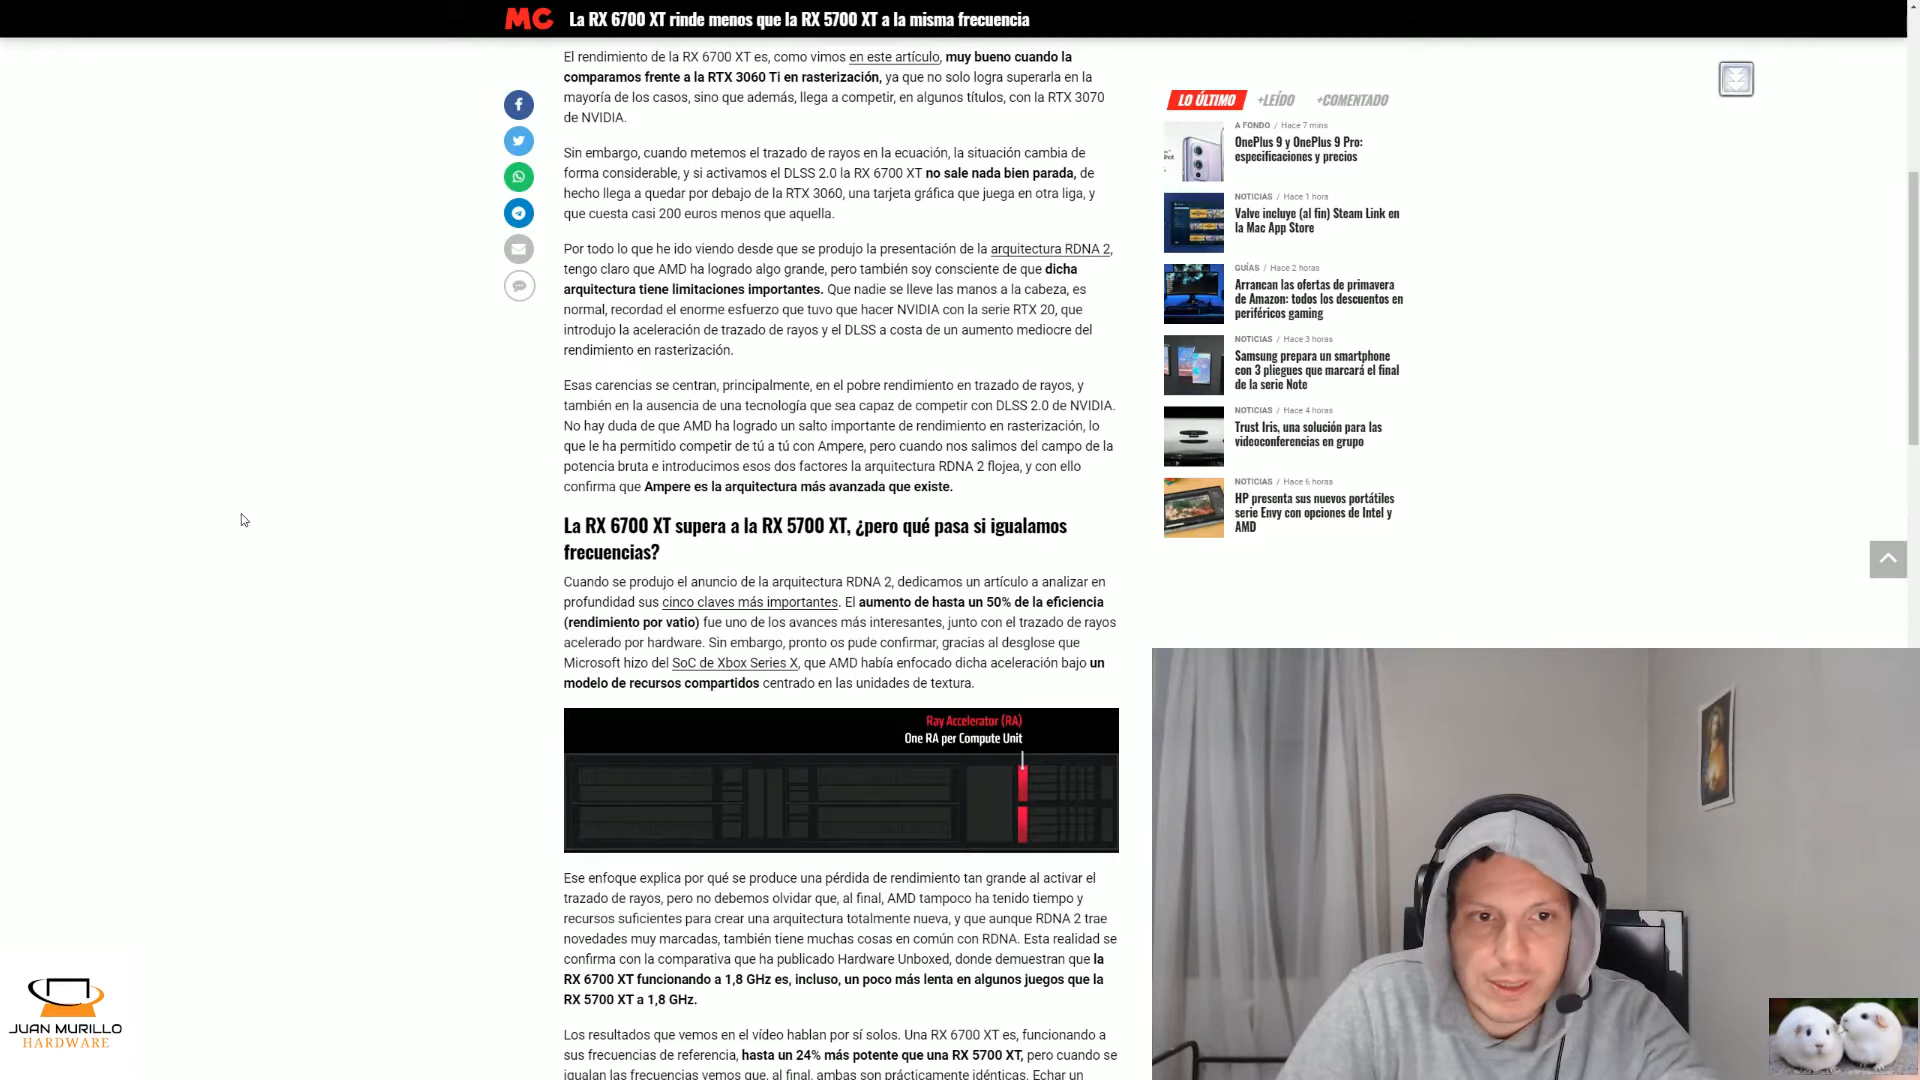 MC La RX 6700 XT rinde menos que la RX 5700 XT a la misma frecuencia
El rendimiento de la RX 6700 XT es, como vimos en este artículo, muy bueno cuando la
comparamos frente a la RTX 3060 Ti en rasterización, ya que no solo logra superarla en la
mayoría de los casos, sino que además, llega a competir, en algunos títulos, con la RTX 3070
de NVIDIA.
Sin embargo, cuando metemos el trazado de rayos en la ecuación, la situación cambia de
forma considerable, y si activamos el DLSS 2.0 la RX 6700 XT no sale nada bien parada, de
hecho llega a quedar por debajo de la RTX 3060, una tarjeta gráfica que juega en otra liga, y
que cuesta casi 200 euros menos que aquella.
Por todo lo que he ido viendo desde que se produjo la presentación de la arquitectura RDNA 2,
tengo claro que AMD ha logrado algo grande, pero también soy consciente de que dicha
arquitectura tiene limitaciones importantes. Que nadie se lleve las manos a la cabeza, es
normal, recordad el enorme esfuerzo que tuvo que hacer NVIDIA con la serie RTX 20, que
introdujo la aceleración de trazado de rayos y el DLSS a costa de un aumento mediocre del
rendimiento en rasterización.
Esas carencias se centran, principalmente, en el pobre rendimiento en trazado de rayos, y
también en la ausencia de una tecnología que sea capaz de competir con DLSS 2.0 de NVIDIA.
No hay duda de que AMD ha logrado un salto importante de rendimiento en rasterización, lo
que le ha permitido competir de tú a tú con Ampere, pero cuando nos salimos del campo de la
potencia bruta e introducimos esos dos factores la arquitectura RDNA 2 flojea, y con ello
confirma que Ampere es la arquitectura más avanzada que existe.
La RX 6700 XT supera a la RX 5700 XT, ¿pero qué pasa si igualamos
frecuencias?
Cuando se produjo el anuncio de la arquitectura RDNA 2, dedicamos un artículo a analizar en
profundidad sus cinco claves más importantes. El aumento de hasta un 50% de la eficiencia
(rendimiento por vatio) fue uno de los avances más interesantes, junto con el trazado de rayos
acelerado por hardware. Sin embargo, pronto os pude confirmar, gracias al desglose que
Microsoft hizo del SoC de Xbox Series X, que AMD había enfocado dicha aceleración bajo un
modelo de recursos compartidos centrado en las unidades de textura.
Ray Accelerator (RA)
One RA per Compute Unit
Ese enfoque explica por qué se produce una pérdida de rendimiento tan grande al activar el
trazado de rayos, pero no debemos olvidar que, al final, AMD tampoco ha tenido tiempo y
recursos suficientes para crear una arquitectura totalmente nueva, y que aunque RDNA 2 trae
novedades muy marcadas, también tiene muchas cosas en común con RDNA. Esta realidad se
confirma con la comparativa que ha publicado Hardware Unboxed, donde demuestran que la
RX 6700 XT funcionando a 1,8 GHz es, incluso, un poco más lenta en algunos juegos que la
RX 5700 XT a 1,8 GHz.
Los resultados que vemos en el vídeo hablan por sí solos. Una RX 6700 XT es, funcionando a
sus frecuencias de referencia, hasta un 24% más potente que una RX 5700 XT, pero cuando se
igualan las frecuencias vemos que, al final, ambas son prácticamente idénticas. Echar un
LO ÚLTIMO +LEÍDO +COMENTADO
A FONDO / Hace 7 mins
OnePlus 9 y OnePlus 9 Pro:
especificaciones y precios
NOTICIAS / Hace 1 hora
Valve incluye (al fin) Steam Link en
la Mac App Store
GUÍAS / Hace 2 horas
Arrancan las ofertas de primavera
de Amazon: todos los descuentos en
periféricos gaming
NOTICIAS / Hace 3 horas
Samsung prepara un smartphone
con 3 pliegues que marcará el final
de la serie Note
NOTICIAS / Hace 4 horas
Trust Iris, una solución para las
videoconferencias en grupo
NOTICIAS / Hace 6 horas
HP presenta sus nuevos portátiles
serie Envy con opciones de Intel y
AMD
JUAN MURILLO
HARDWARE